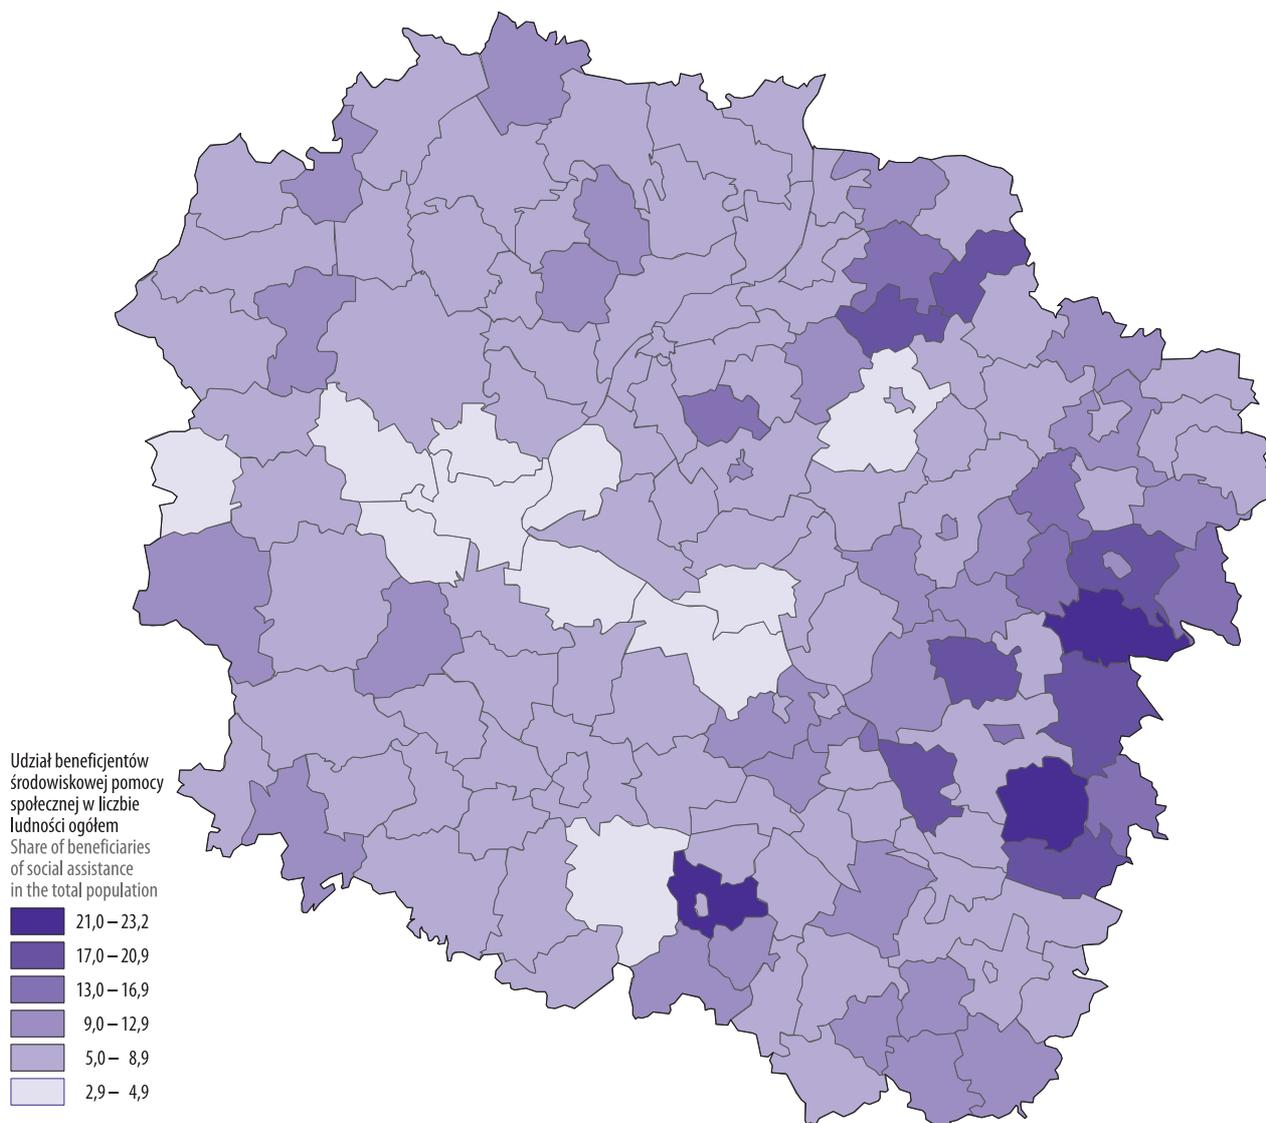 Udział beneficjentów
środowiskowej pomocy
społecznej w liczbie
ludności ogółem
Share of beneficiaries
of social assistance
in the total population
21,0 – 23,2
17,0 – 20,9
13,0 – 16,9
9,0 – 12,9
5,0 – 8,9
2,9 – 4,9